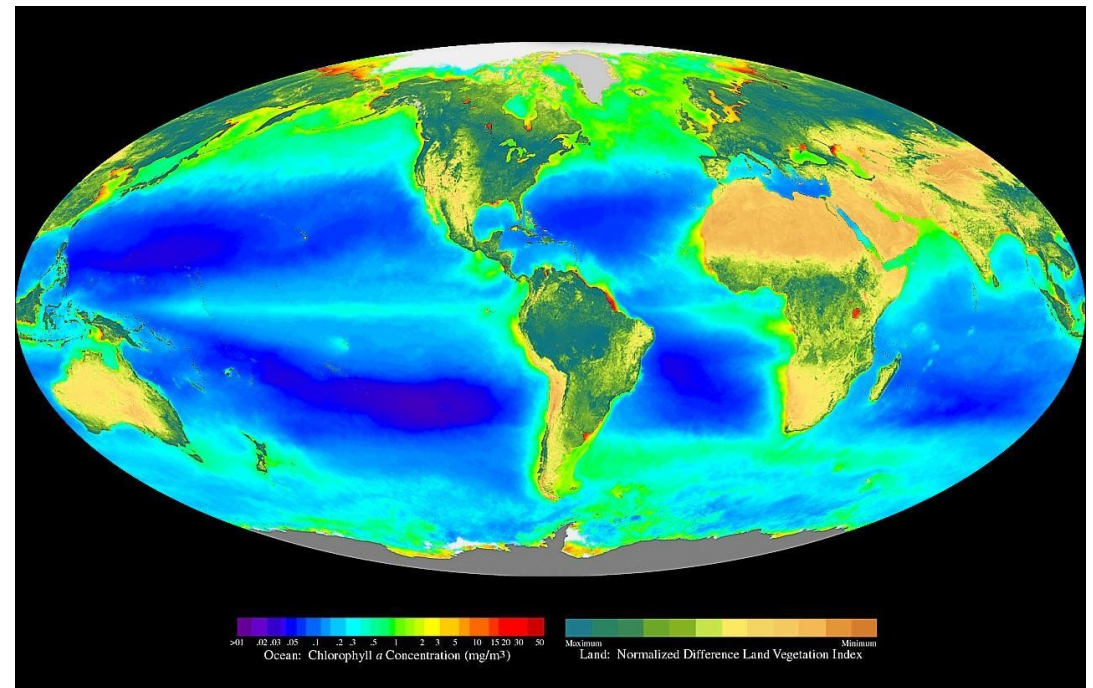 >01 .02 .03 .05 .1 .2 .3 .5 1 2 3 5 10 15 20 30 50
Ocean: Chlorophyll a Concentration (mg/m³)
Maximum Minimum
Land: Normalized Difference Land Vegetation Index